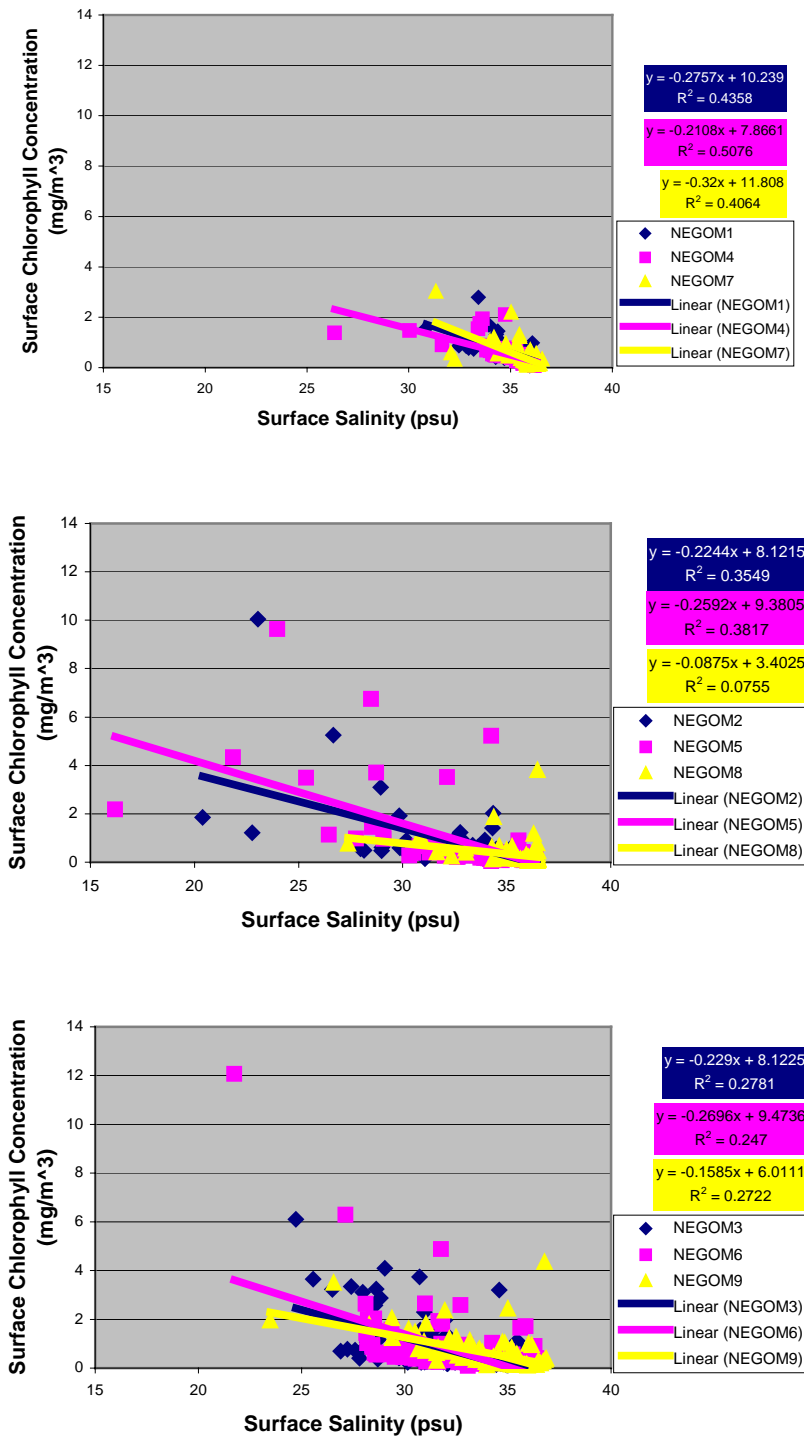 14
12
10
8
6
4
2
0
15 20 25 30 35 40
Surface Chlorophyll Concentration
(mg/m^3)
Surface Salinity (psu)
y = -0.2757x + 10.239
R2 = 0.4358
y = -0.2108x + 7.8661
R2 = 0.5076
y = -0.32x + 11.808
R2 = 0.4064
NEGOM1
NEGOM4
NEGOM7
Linear (NEGOM1)
Linear (NEGOM4)
Linear (NEGOM7)
14
12
10
8
6
4
2
0
15 20 25 30 35 40
Surface Chlorophyll Concentration
(mg/m^3)
Surface Salinity (psu)
y = -0.2244x + 8.1215
R2 = 0.3549
y = -0.2592x + 9.3805
R2 = 0.3817
y = -0.0875x + 3.4025
R2 = 0.0755
NEGOM2
NEGOM5
NEGOM8
Linear (NEGOM2)
Linear (NEGOM5)
Linear (NEGOM8)
14
12
10
8
6
4
2
0
15 20 25 30 35 40
Surface Chlorophyll Concentration
(mg/m^3)
Surface Salinity (psu)
y = -0.229x + 8.1225
R2 = 0.2781
y = -0.2696x + 9.4736
R2 = 0.247
y = -0.1585x + 6.0111
R2 = 0.2722
NEGOM3
NEGOM6
NEGOM9
Linear (NEGOM3)
Linear (NEGOM6)
Linear (NEGOM9)